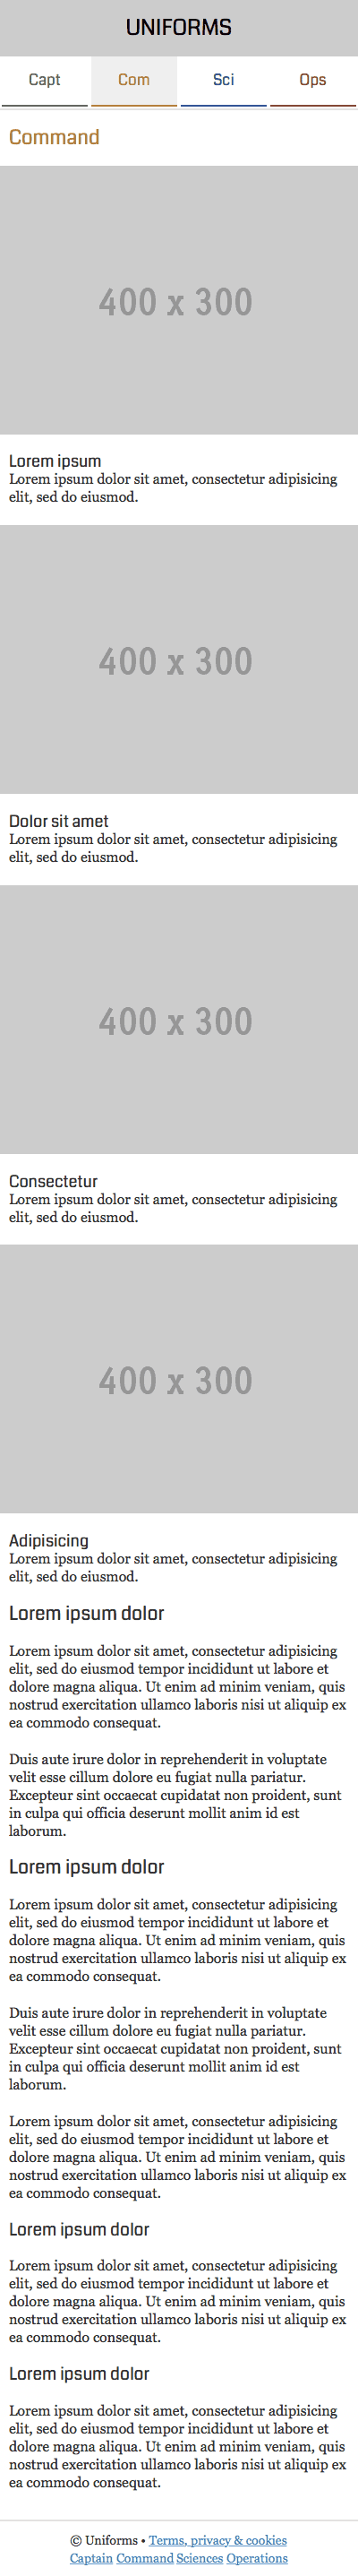 UNIFORMS
Capt Com Sci Ops
Command
400 x 300
Lorem ipsum
Lorem ipsum dolor sit amet, consectetur adipisicing
elit, sed do eiusmod.
400 x 300
Dolor sit amet
Lorem ipsum dolor sit amet, consectetur adipisicing
elit, sed do eiusmod.
400 x 300
Consectetur
Lorem ipsum dolor sit amet, consectetur adipisicing
elit, sed do eiusmod.
400 x 300
Adipisicing
Lorem ipsum dolor sit amet, consectetur adipisicing
elit, sed do eiusmod.
Lorem ipsum dolor
Lorem ipsum dolor sit amet, consectetur adipisicing
elit, sed do eiusmod tempor incididunt ut labore et
dolore magna aliqua. Ut enim ad minim veniam, quis
nostrud exercitation ullamco laboris nisi ut aliquip ex
ea commodo consequat.
Duis aute irure dolor in reprehenderit in voluptate
velit esse cillum dolore eu fugiat nulla pariatur.
Excepteur sint occaecat cupidatat non proident, sunt
in culpa qui officia deserunt mollit anim id est
laborum.
Lorem ipsum dolor
Lorem ipsum dolor sit amet, consectetur adipisicing
elit, sed do eiusmod tempor incididunt ut labore et
dolore magna aliqua. Ut enim ad minim veniam, quis
nostrud exercitation ullamco laboris nisi ut aliquip ex
ea commodo consequat.
Duis aute irure dolor in reprehenderit in voluptate
velit esse cillum dolore eu fugiat nulla pariatur.
Excepteur sint occaecat cupidatat non proident, sunt
in culpa qui officia deserunt mollit anim id est
laborum.
Lorem ipsum dolor sit amet, consectetur adipisicing
elit, sed do eiusmod tempor incididunt ut labore et
dolore magna aliqua. Ut enim ad minim veniam, quis
nostrud exercitation ullamco laboris nisi ut aliquip ex
ea commodo consequat.
Lorem ipsum dolor
Lorem ipsum dolor sit amet, consectetur adipisicing
elit, sed do eiusmod tempor incididunt ut labore et
dolore magna aliqua. Ut enim ad minim veniam, quis
nostrud exercitation ullamco laboris nisi ut aliquip ex
ea commodo consequat.
Lorem ipsum dolor
Lorem ipsum dolor sit amet, consectetur adipisicing
elit, sed do eiusmod tempor incididunt ut labore et
dolore magna aliqua. Ut enim ad minim veniam, quis
nostrud exercitation ullamco laboris nisi ut aliquip ex
ea commodo consequat.
© Uniforms • Terms, privacy & cookies
Captain Command Sciences Operations